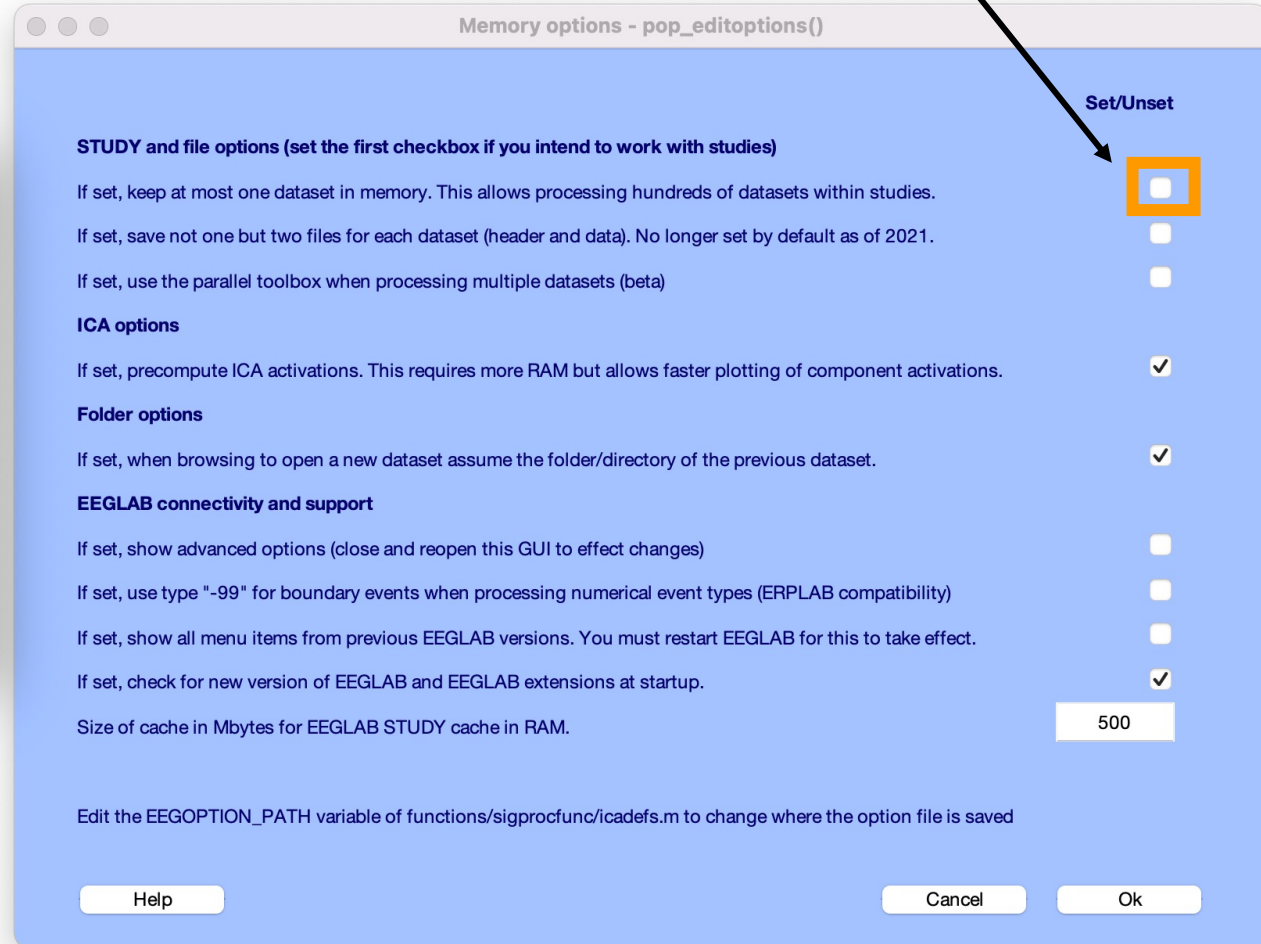 Memory options - pop_editoptions()
Set/Unset
STUDY and file options (set the first checkbox if you intend to work with studies)
If set, keep at most one dataset in memory. This allows processing hundreds of datasets within studies.
If set, save not one but two files for each dataset (header and data). No longer set by default as of 2021.
If set, use the parallel toolbox when processing multiple datasets (beta)
ICA options
If set, precompute ICA activations. This requires more RAM but allows faster plotting of component activations.
Folder options
If set, when browsing to open a new dataset assume the folder/directory of the previous dataset.
EEGLAB connectivity and support
If set, show advanced options (close and reopen this GUI to effect changes)
If set, use type "-99" for boundary events when processing numerical event types (ERPLAB compatibility)
If set, show all menu items from previous EEGLAB versions. You must restart EEGLAB for this to take effect.
If set, check for new version of EEGLAB and EEGLAB extensions at startup.
Size of cache in Mbytes for EEGLAB STUDY cache in RAM. 500
Edit the EEGOPTION_PATH variable of functions/sigprocfunc/icadefs.m to change where the option file is saved
Help Cancel Ok